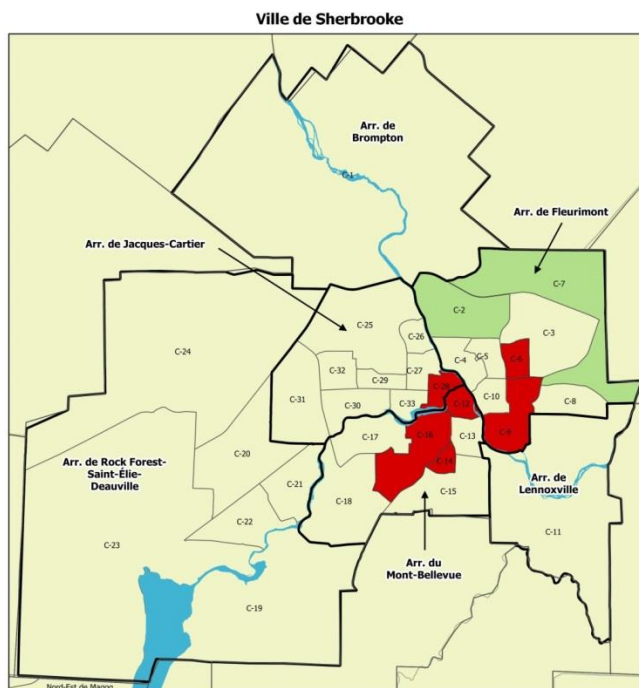 Ville de Sherbrooke
Arr. de
Brompton
C-1
Arr. de Fleurimont
Arr. de Jacques-Cartier
C-7
C-2
C-25
C-3
C-26
C-24
C-4
C-5
C-6
C-32
C-27
C-29
C-28
C-31
C-10
C-8
C-30
C-33
C-12
C-9
C-16
C-17
C-13
C-20
Arr. de Rock Forest-
Saint-Élie-
Deauville
C-14
Arr. de
Lennoxville
C-21
C-18
C-15
C-22
C-11
C-23
Arr. du
Mont-Bellevue
C-19
Nord-Est de Magog